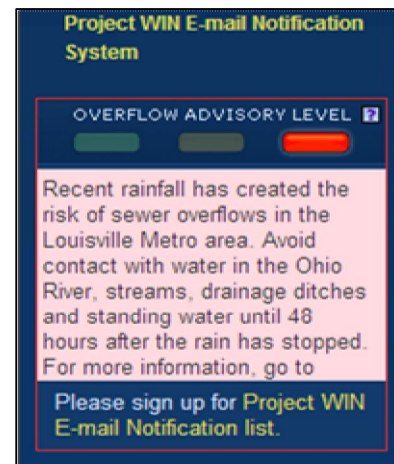 Project WIN E-mail Notification
System
OVERFLOW ADVISORY LEVEL ?
Recent rainfall has created the
risk of sewer overflows in the
Louisville Metro area. Avoid
contact with water in the Ohio
River, streams, drainage ditches
and standing water until 48
hours after the rain has stopped.
For more information, go to
Please sign up for Project WIN
E-mail Notification list.